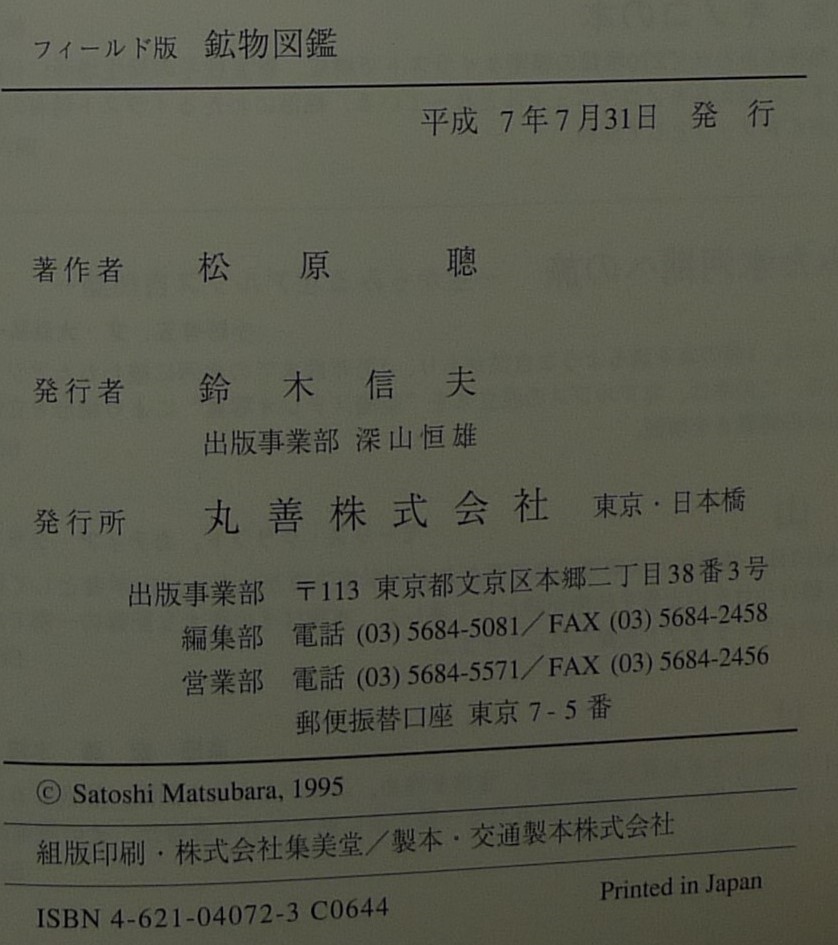 フィールド版 鉱物図鑑
平成 7年7月31日 発 行
著作者 松 原 聰
発行者 鈴 木 信 夫
出版事業部 深山恒雄
発行所 丸善株式会社 東京・日本橋
出版事業部 〒113 東京都文京区本郷二丁目38番3号
編集部 電話 (03) 5684-5081／FAX (03) 5684-2458
営業部 電話 (03) 5684-5571／FAX (03) 5684-2456
郵便振替口座 東京 7-5 番
© Satoshi Matsubara, 1995
組版印刷・株式会社集美堂／製本・交通製本株式会社
ISBN 4-621-04072-3 C0644
Printed in Japan